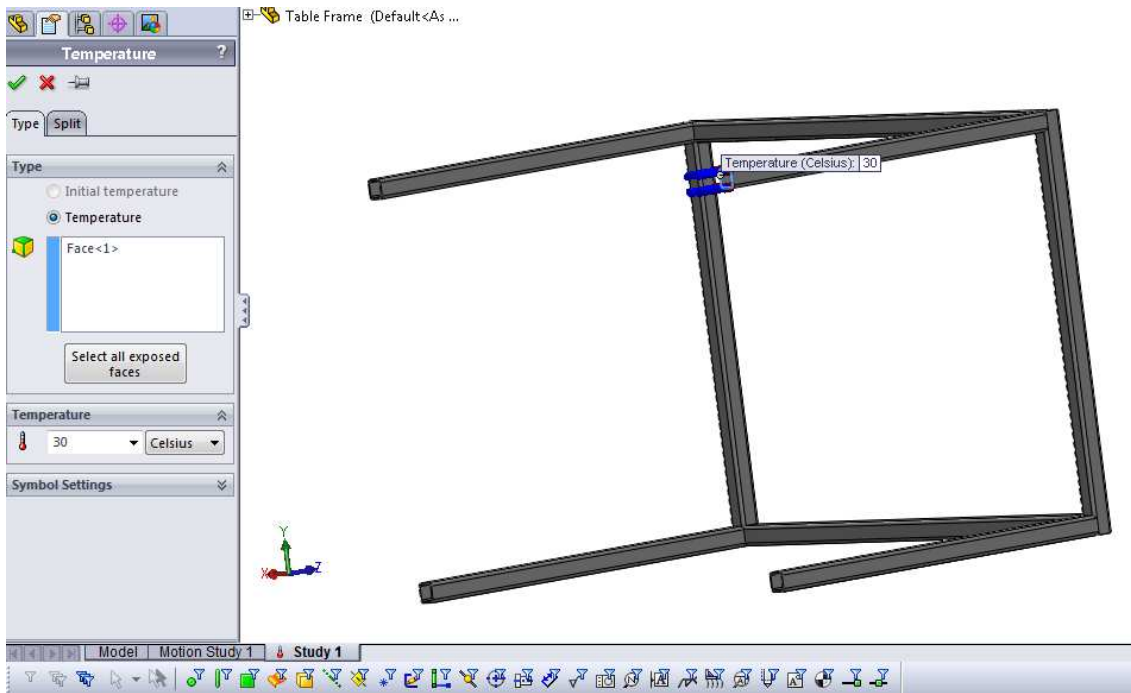 Table Frame (Default<As ...
Temperature ?
Type Split
Type
Initial temperature
Temperature
Face<1>
Select all exposed
faces
Temperature
30 Celsius
Symbol Settings
Temperature (Celsius): 30
Y
X Z
Model Motion Study 1 Study 1